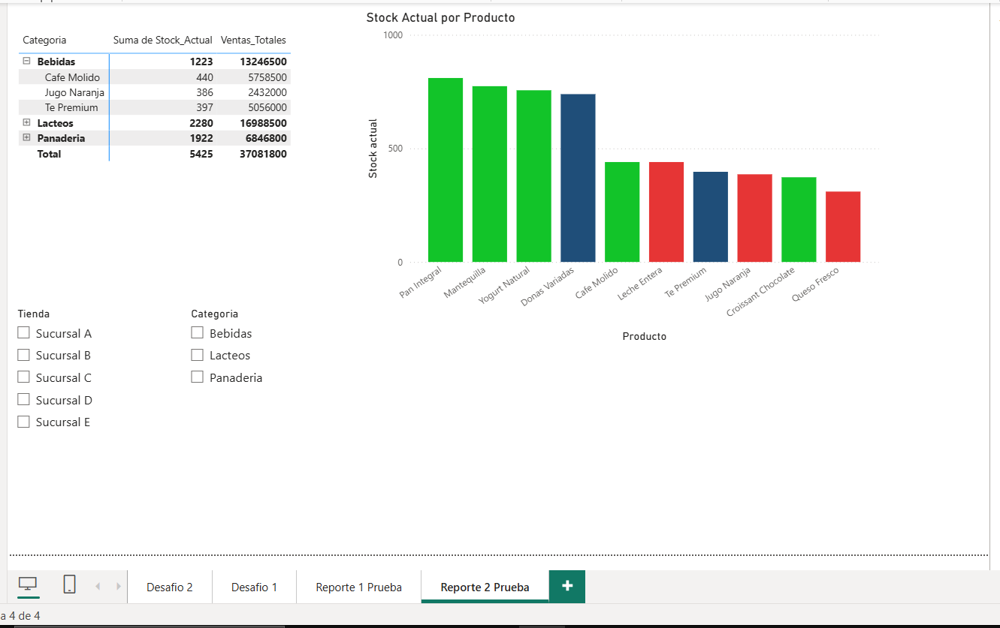 Categoria Suma de Stock_Actual Ventas_Totales
Bebidas 1223 13246500
Cafe Molido 440 5758500
Jugo Naranja 386 2432000
Te Premium 397 5056000
Lacteos 2280 16988500
Panaderia 1922 6846800
Total 5425 37081800
Stock Actual por Producto
1000
500
0
Stock actual
Pan Integral
Mantequilla
Yogurt Natural
Donas Variadas
Cafe Molido
Leche Entera
Te Premium
Jugo Naranja
Croissant Chocolate
Queso Fresco
Producto
Tienda
Sucursal A
Sucursal B
Sucursal C
Sucursal D
Sucursal E
Categoria
Bebidas
Lacteos
Panaderia
Desafio 2 Desafio 1 Reporte 1 Prueba Reporte 2 Prueba +
a 4 de 4